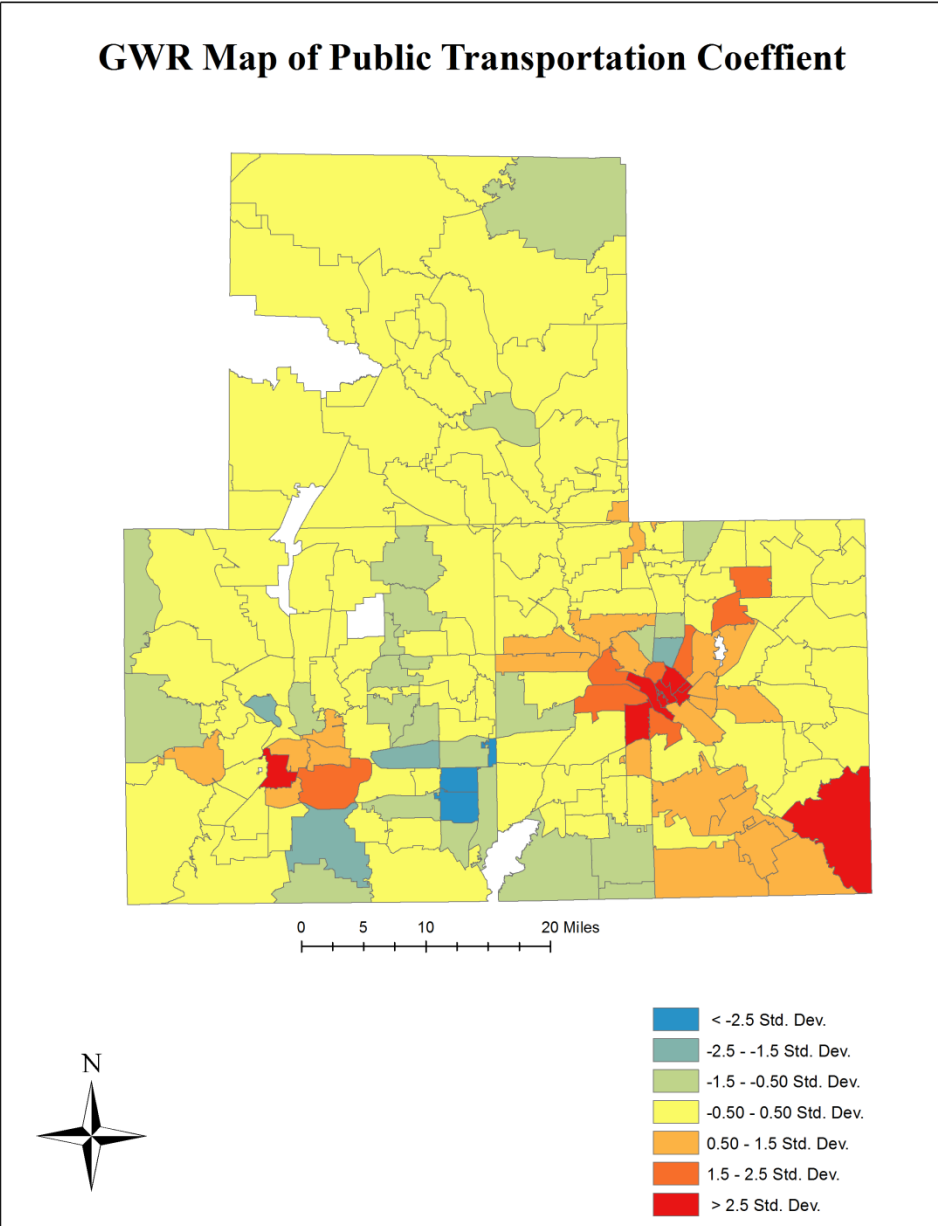 GWR Map of Public Transportation Coeffient
0 5 10 20 Miles
N
< -2.5 Std. Dev.
-2.5 - -1.5 Std. Dev.
-1.5 - -0.50 Std. Dev.
-0.50 - 0.50 Std. Dev.
0.50 - 1.5 Std. Dev.
1.5 - 2.5 Std. Dev.
> 2.5 Std. Dev.